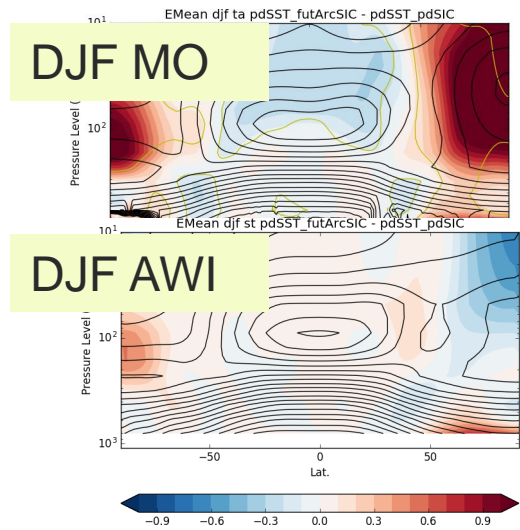 EMean djf ta pdSST_futArcSIC - pdSST_pdSIC
10¹
DJF MO
Pressure Level (
10²
EMean djf st pdSST_futArcSIC - pdSST_pdSIC
10¹
DJF AWI
Pressure Level (
10²
10³
−50 0 50
Lat.
−0.9 −0.6 −0.3 0.0 0.3 0.6 0.9